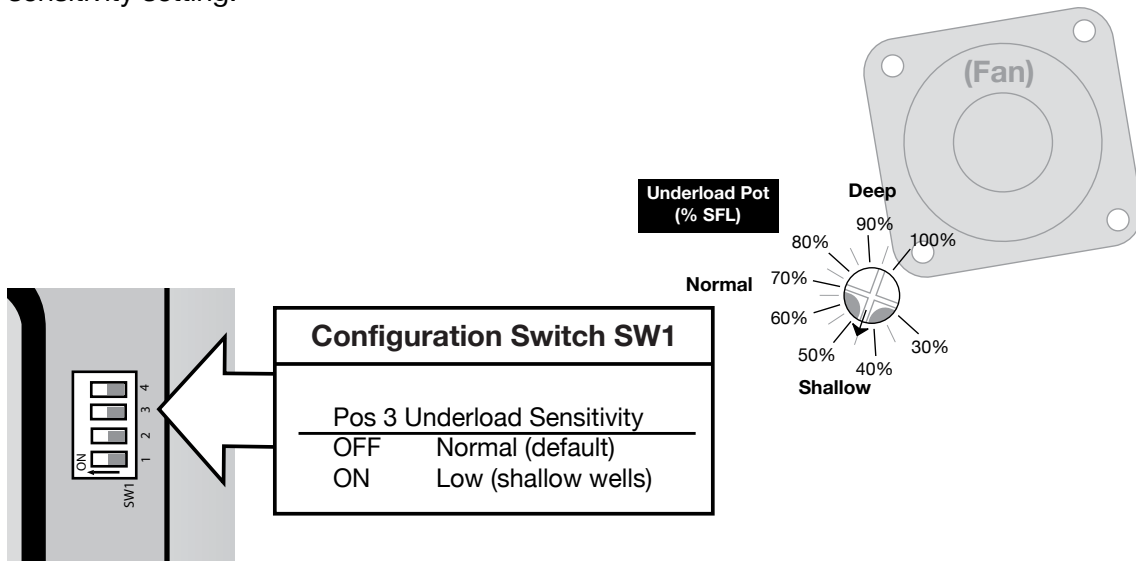 sensitivity setting.
(Fan)
Underload Pot
(% SFL)
Deep
90%
100%
80%
Normal
70%
60%
50%
40%
30%
Shallow
Configuration Switch SW1
Pos 3 Underload Sensitivity
OFF Normal (default)
ON Low (shallow wells)
ON
1 2 3 4
SW1